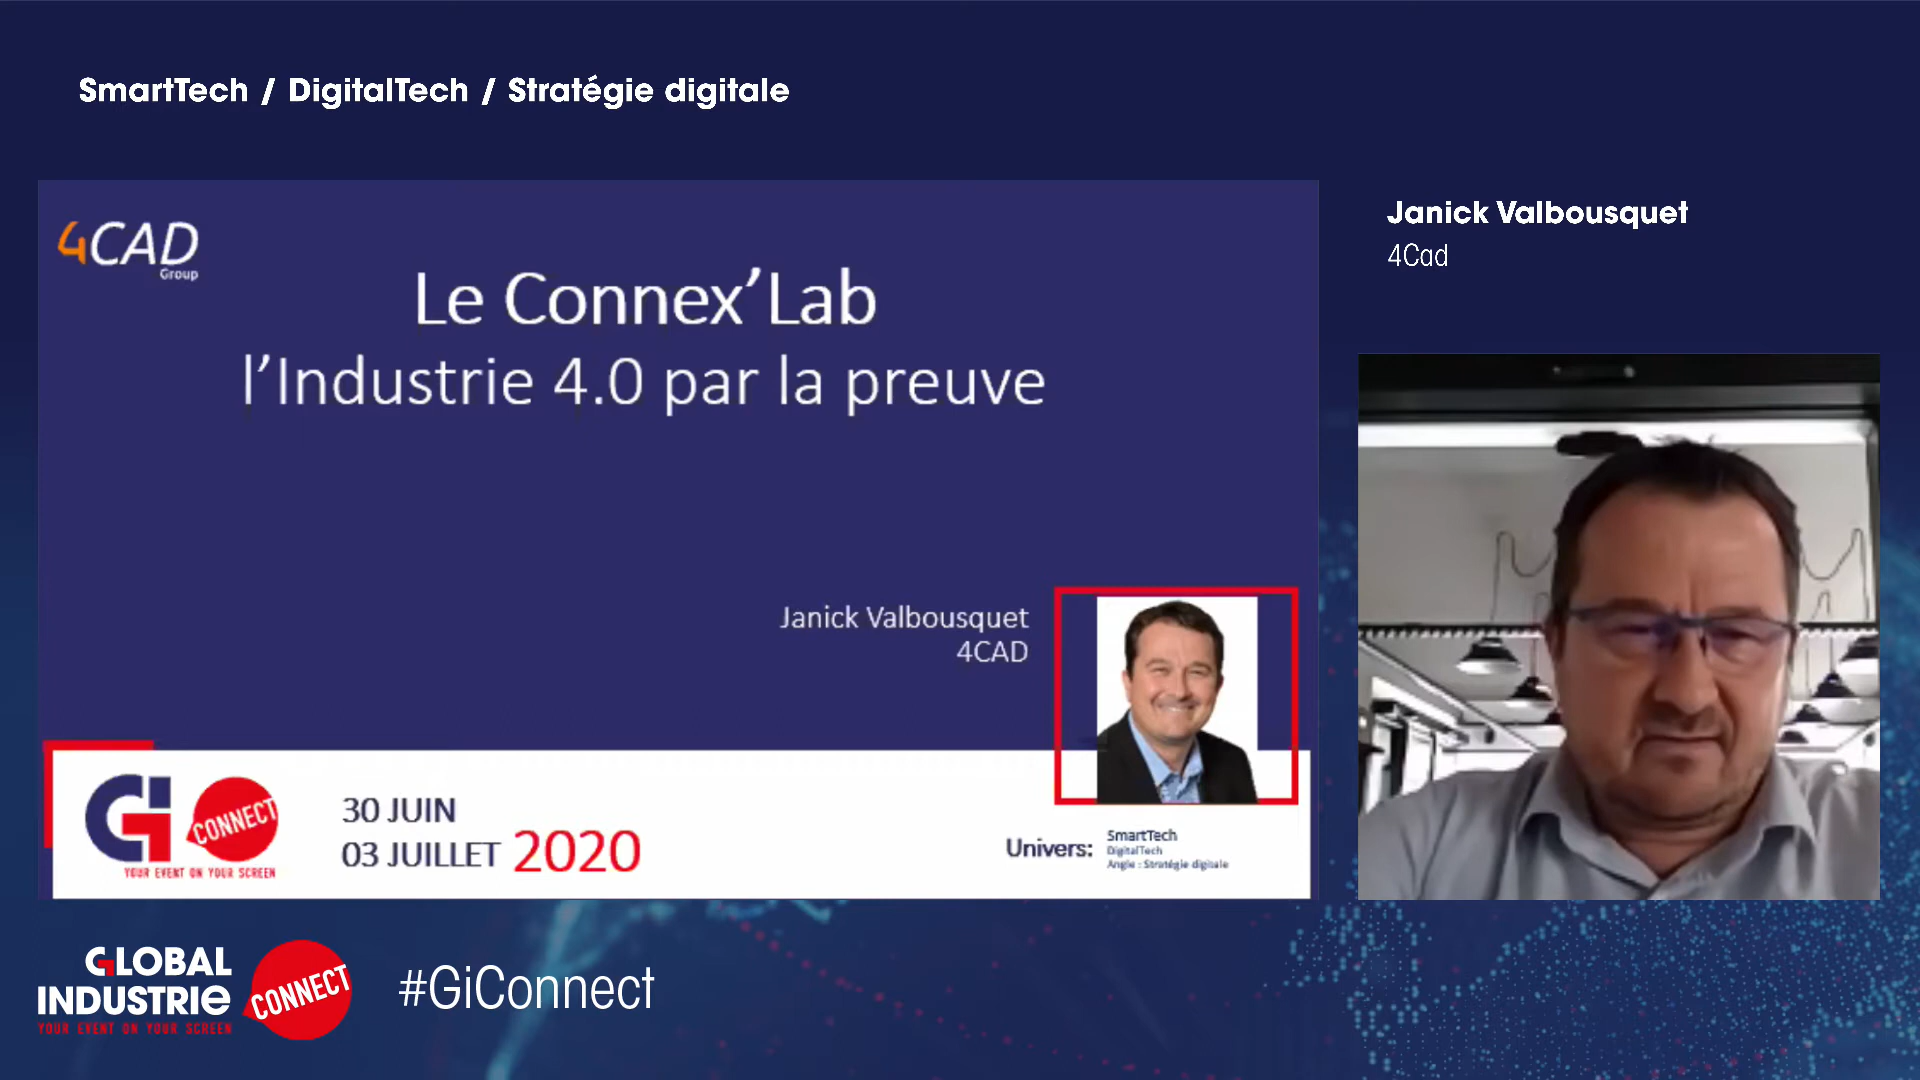 SmartTech / DigitalTech / Stratégie digitale
4CAD
Group
Le Connex’Lab
l’Industrie 4.0 par la preuve
Janick Valbousquet
4CAD
GI CONNECT
YOUR EVENT ON YOUR SCREEN
30 JUIN
03 JUILLET 2020
Univers:
SmartTech
DigitalTech
Angle : Stratégie digitale
Janick Valbousquet
4Cad
GLOBAL
INDUSTRIE
CONNECT
YOUR EVENT ON YOUR SCREEN
#GiConnect